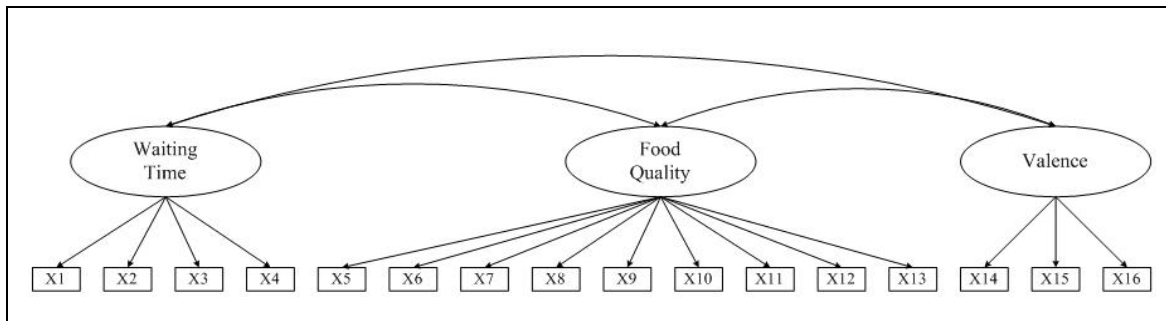 Waiting
Time
Food
Quality
Valence
X1 X2 X3 X4 X5 X6 X7 X8 X9 X10 X11 X12 X13 X14 X15 X16